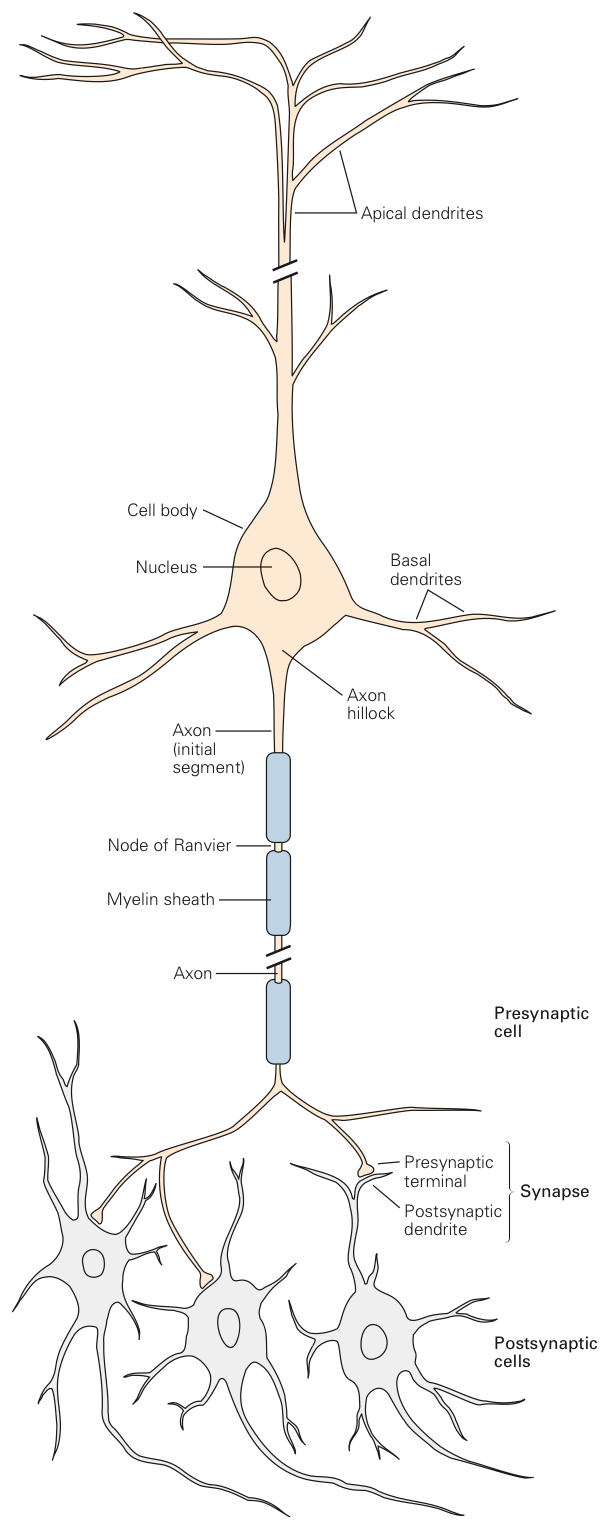 Apical dendrites
Cell body
Nucleus
Basal
dendrites
Axon
hillock
Axon
(initial
segment)
Node of Ranvier
Myelin sheath
Axon
Presynaptic
cell
Presynaptic
terminal
Synapse
Postsynaptic
dendrite
Postsynaptic
cells